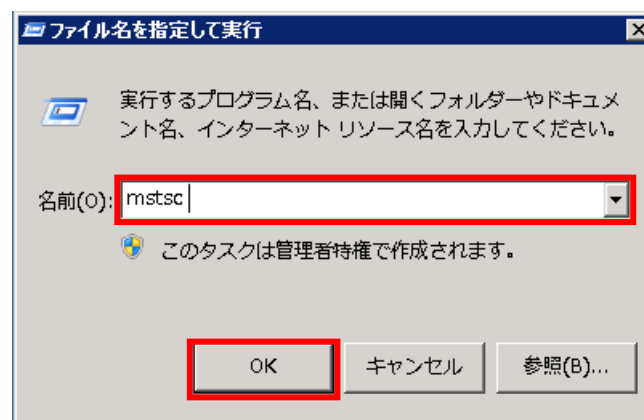 ファイル名を指定して実行
実行するプログラム名、または開くフォルダーやドキュメ
ント名、インターネット リソース名を入力してください。
名前(O): mstsc
このタスクは管理者特権で作成されます。
OK キャンセル 参照(B)...